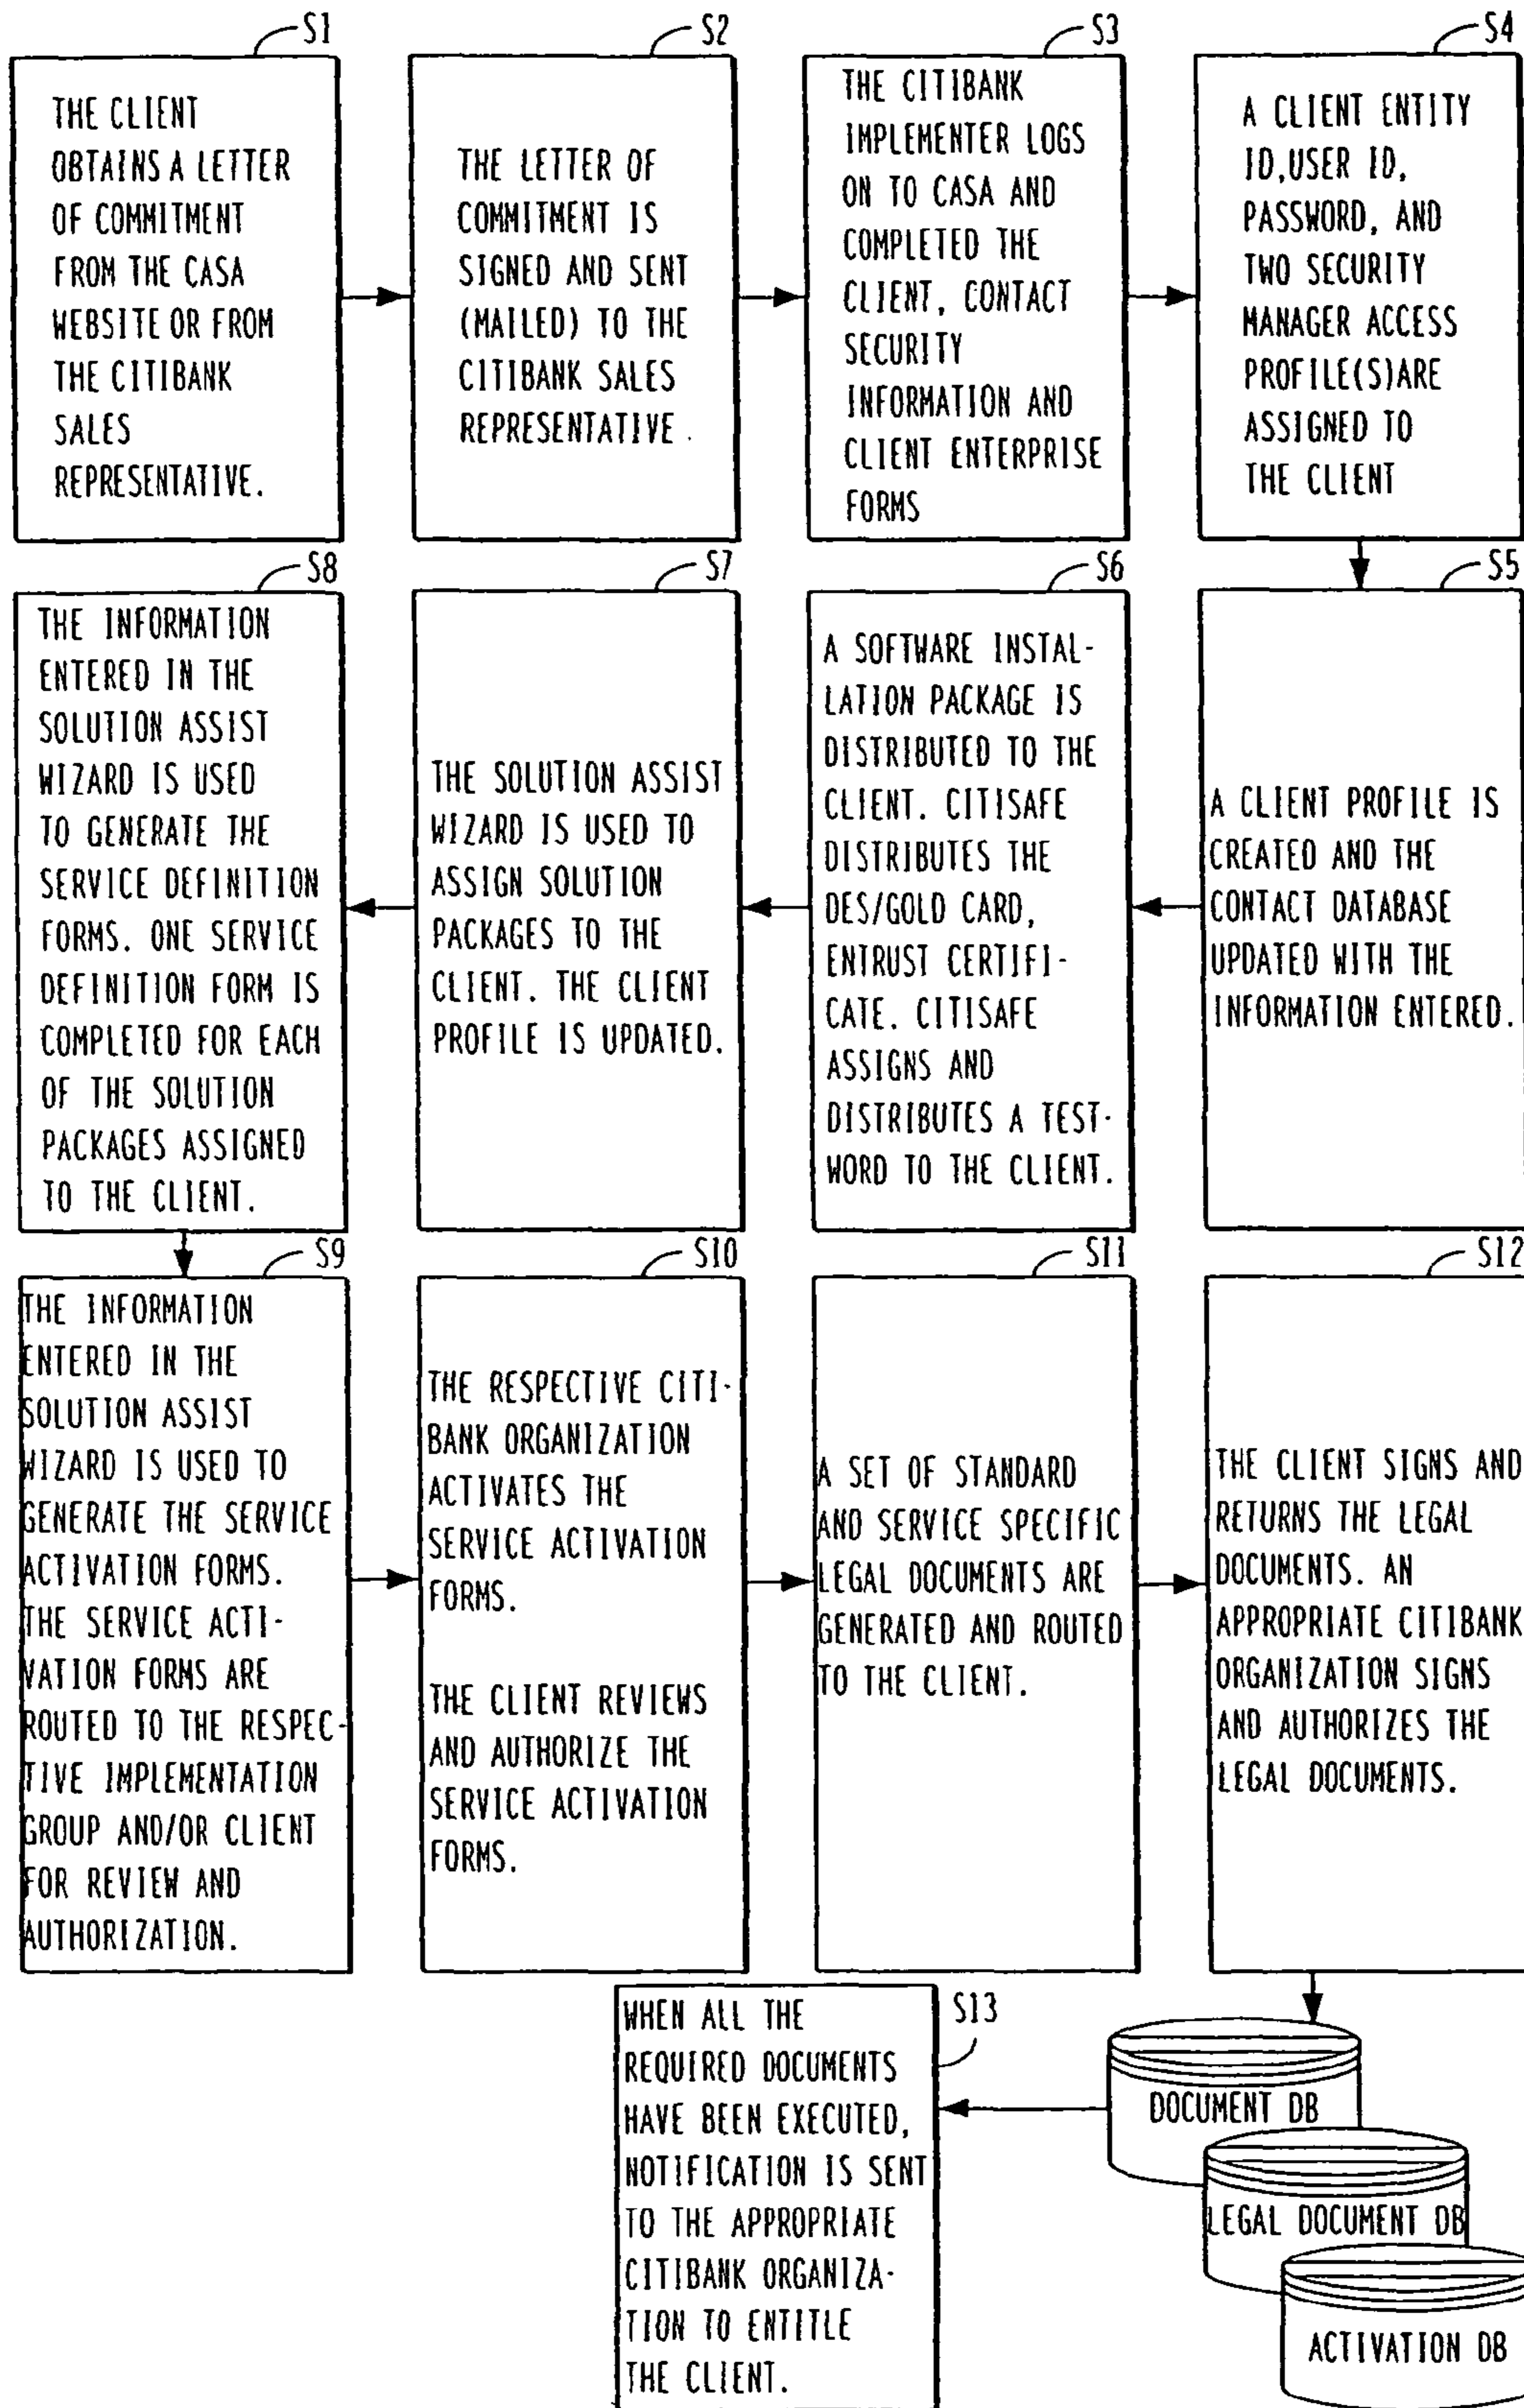 S1
THE CLIENT
OBTAINS A LETTER
OF COMMITMENT
FROM THE CASA
WEBSITE OR FROM
THE CITIBANK
SALES
REPRESENTATIVE.
S2
THE LETTER OF
COMMITMENT IS
SIGNED AND SENT
(MAILED) TO THE
CITIBANK SALES
REPRESENTATIVE.
S3
THE CITIBANK
IMPLEMENTER LOGS
ON TO CASA AND
COMPLETED THE
CLIENT, CONTACT
SECURITY
INFORMATION AND
CLIENT ENTERPRISE
FORMS
S4
A CLIENT ENTITY
ID,USER ID,
PASSWORD, AND
TWO SECURITY
MANAGER ACCESS
PROFILE(S)ARE
ASSIGNED TO
THE CLIENT
S5
A CLIENT PROFILE IS
CREATED AND THE
CONTACT DATABASE
UPDATED WITH THE
INFORMATION ENTERED.
S6
A SOFTWARE INSTAL-
LATION PACKAGE IS
DISTRIBUTED TO THE
CLIENT. CITISAFE
DISTRIBUTES THE
DES/GOLD CARD,
ENTRUST CERTIFI-
CATE. CITISAFE
ASSIGNS AND
DISTRIBUTES A TEST-
WORD TO THE CLIENT.
S7
THE SOLUTION ASSIST
WIZARD IS USED TO
ASSIGN SOLUTION
PACKAGES TO THE
CLIENT. THE CLIENT
PROFILE IS UPDATED.
S8
THE INFORMATION
ENTERED IN THE
SOLUTION ASSIST
WIZARD IS USED
TO GENERATE THE
SERVICE DEFINITION
FORMS. ONE SERVICE
DEFINITION FORM IS
COMPLETED FOR EACH
OF THE SOLUTION
PACKAGES ASSIGNED
TO THE CLIENT.
S9
THE INFORMATION
ENTERED IN THE
SOLUTION ASSIST
WIZARD IS USED TO
GENERATE THE SERVICE
ACTIVATION FORMS.
THE SERVICE ACTI-
VATION FORMS ARE
ROUTED TO THE RESPEC-
TIVE IMPLEMENTATION
GROUP AND/OR CLIENT
FOR REVIEW AND
AUTHORIZATION.
S10
THE RESPECTIVE CITI-
BANK ORGANIZATION
ACTIVATES THE
SERVICE ACTIVATION
FORMS.
THE CLIENT REVIEWS
AND AUTHORIZE THE
SERVICE ACTIVATION
FORMS.
S11
A SET OF STANDARD
AND SERVICE SPECIFIC
LEGAL DOCUMENTS ARE
GENERATED AND ROUTED
TO THE CLIENT.
S12
THE CLIENT SIGNS AND
RETURNS THE LEGAL
DOCUMENTS. AN
APPROPRIATE CITIBANK
ORGANIZATION SIGNS
AND AUTHORIZES THE
LEGAL DOCUMENTS.
DOCUMENT DB
LEGAL DOCUMENT DB
ACTIVATION DB
S13
WHEN ALL THE
REQUIRED DOCUMENTS
HAVE BEEN EXECUTED,
NOTIFICATION IS SENT
TO THE APPROPRIATE
CITIBANK ORGANIZA-
TION TO ENTITLE
THE CLIENT.